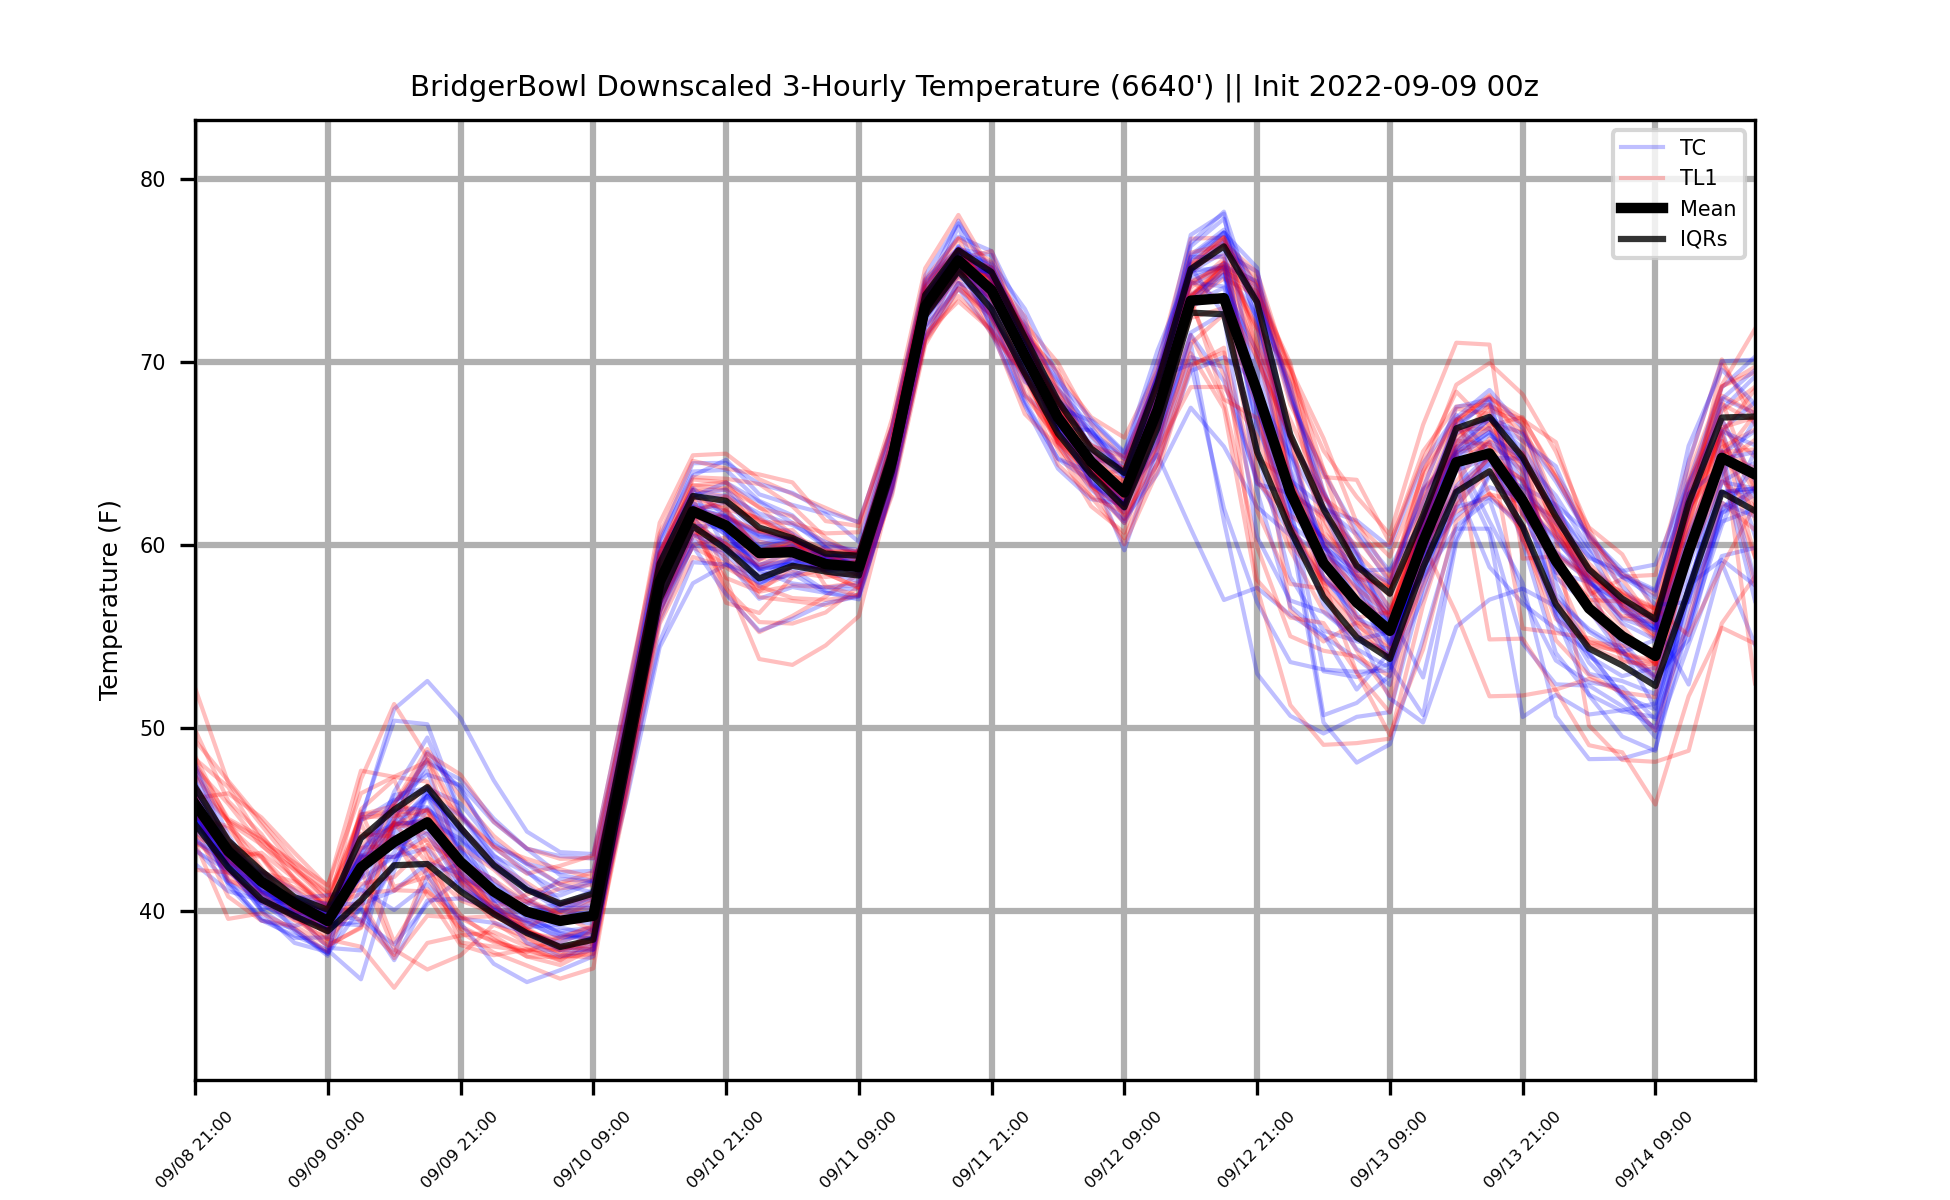 BridgerBowl Downscaled 3-Hourly Temperature (6640') || Init 2022-09-09 00z
TC
TL1
Mean
IQRs
Temperature (F)
80
70
60
50
40
09/08 21:00
09/09 09:00
09/09 21:00
09/10 09:00
09/10 21:00
09/11 09:00
09/11 21:00
09/12 09:00
09/12 21:00
09/13 09:00
09/13 21:00
09/14 09:00